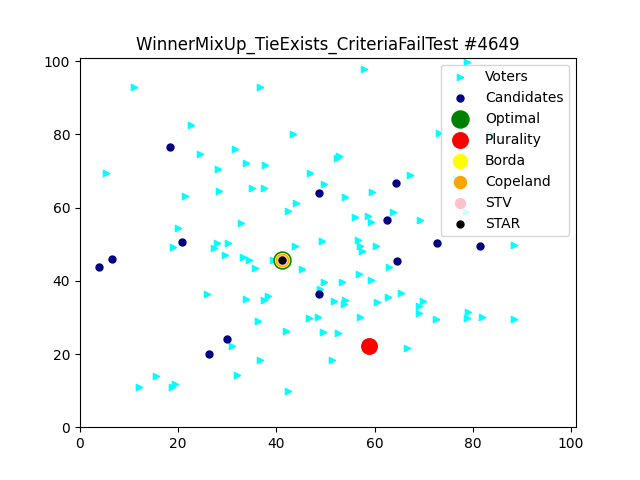 WinnerMixUp_TieExists_CriteriaFailTest #4649
100
80
60
40
20
0
0
20
40
60
80
100
Voters
Candidates
Optimal
Plurality
Borda
Copeland
STV
STAR